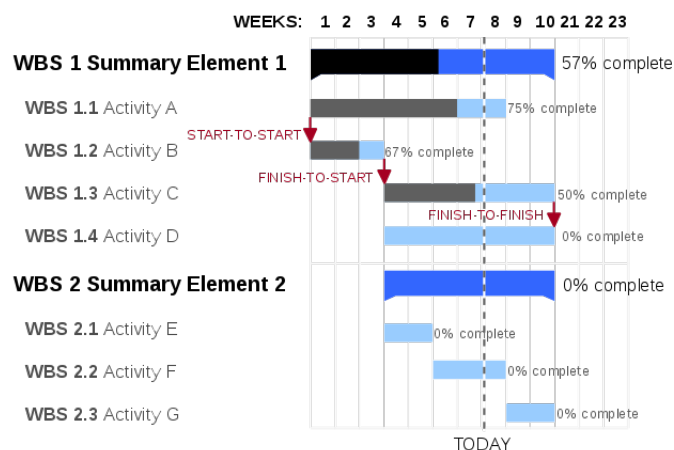 WEEKS: 1 2 3 4 5 6 7 8 9 10 21 22 23
WBS 1 Summary Element 1 57% complete
WBS 1.1 Activity A 75% complete
START-TO-START
WBS 1.2 Activity B 67% complete
FINISH-TO-START
WBS 1.3 Activity C 50% complete
FINISH-TO-FINISH
WBS 1.4 Activity D 0% complete
WBS 2 Summary Element 2 0% complete
WBS 2.1 Activity E 0% complete
WBS 2.2 Activity F 0% complete
WBS 2.3 Activity G 0% complete
TODAY